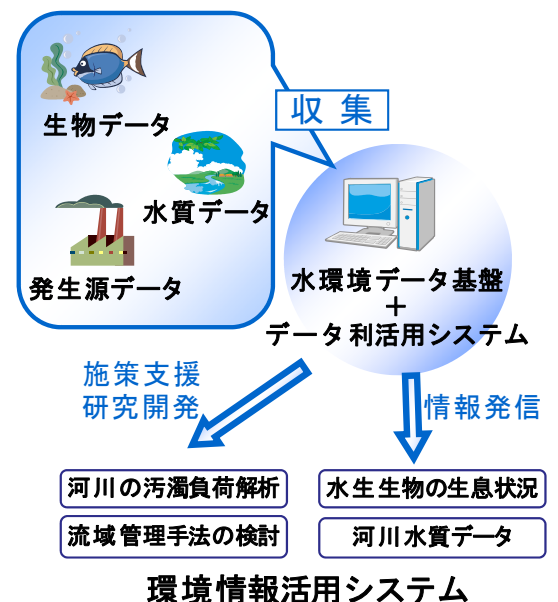 収集
生物データ
水質データ
発生源データ
水環境データ基盤
＋
データ利活用システム
施策支援
研究開発
情報発信
河川の汚濁負荷解析
水生生物の生息状況
流域管理手法の検討
河川水質データ
環境情報活用システム